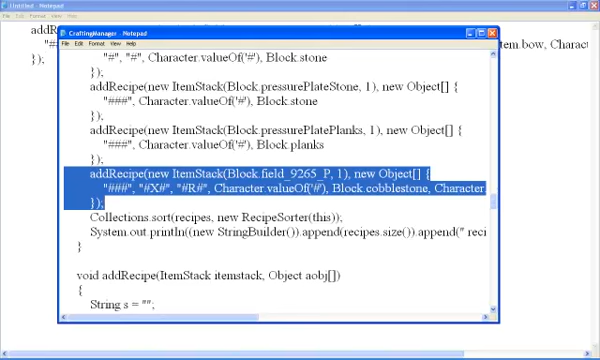 Untitled - Notepad
File Edit Format View Help
addR
"#
tem.bow, Charac
});
CraftingManager - Notepad
File Edit Format View Help
"#", "#", Character.valueOf('#'), Block.stone
});
addRecipe(new ItemStack(Block.pressurePlateStone, 1), new Object[] {
"###", Character.valueOf('#'), Block.stone
});
addRecipe(new ItemStack(Block.pressurePlatePlanks, 1), new Object[] {
"###", Character.valueOf('#'), Block.planks
});
addRecipe(new ItemStack(Block.field_9265_P, 1), new Object[] {
"###", "#X#", "#R#", Character.valueOf('#'), Block.cobblestone, Character.
});
Collections.sort(recipes, new RecipeSorter(this));
System.out.println((new StringBuilder()).append(recipes.size()).append(" reci
}
void addRecipe(ItemStack itemstack, Object aobj[])
{
String s = "";